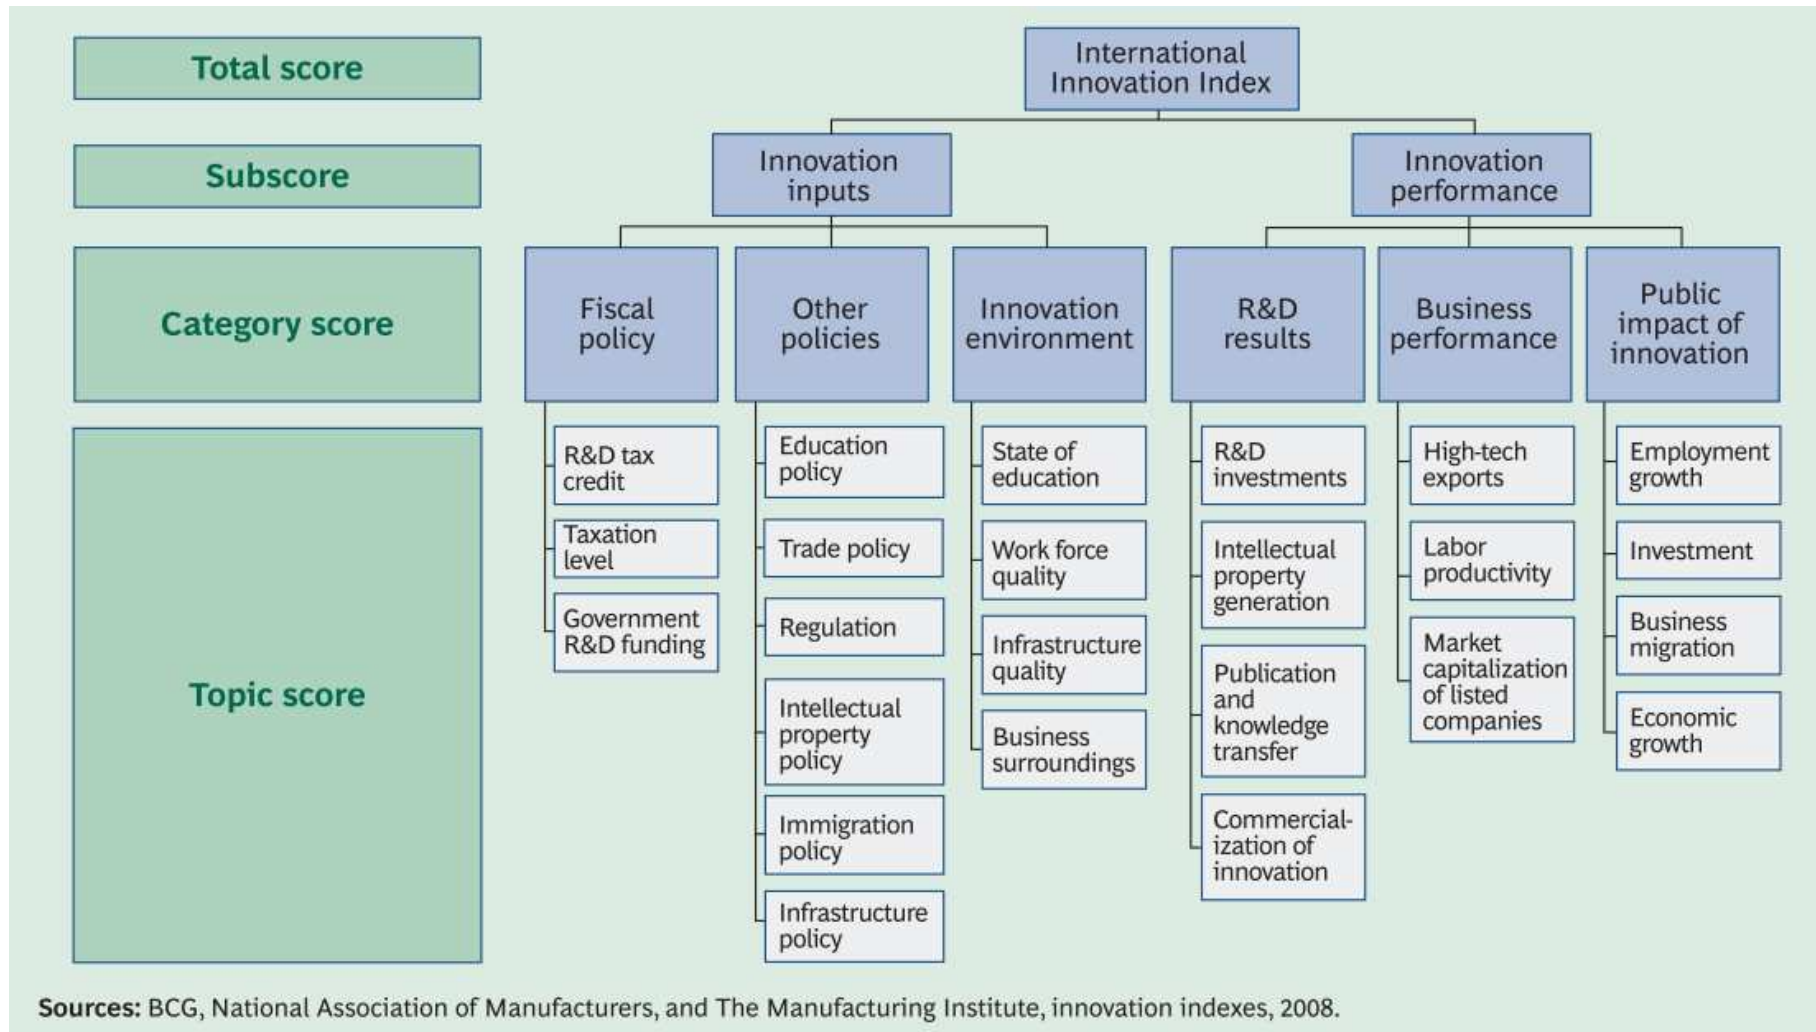 Total score
International
Innovation Index
Subscore
Innovation
inputs
Innovation
performance
Category score
Fiscal
policy
Other
policies
Innovation
environment
R&D
results
Business
performance
Public
impact of
innovation
Topic score
R&D tax
credit
Taxation
level
Government
R&D funding
Education
policy
Trade policy
Regulation
Intellectual
property
policy
Immigration
policy
Infrastructure
policy
State of
education
Work force
quality
Infrastructure
quality
Business
surroundings
R&D
investments
Intellectual
property
generation
Publication
and
knowledge
transfer
Commercial-
ization of
innovation
High-tech
exports
Labor
productivity
Market
capitalization
of listed
companies
Employment
growth
Investment
Business
migration
Economic
growth
Sources: BCG, National Association of Manufacturers, and The Manufacturing Institute, innovation indexes, 2008.